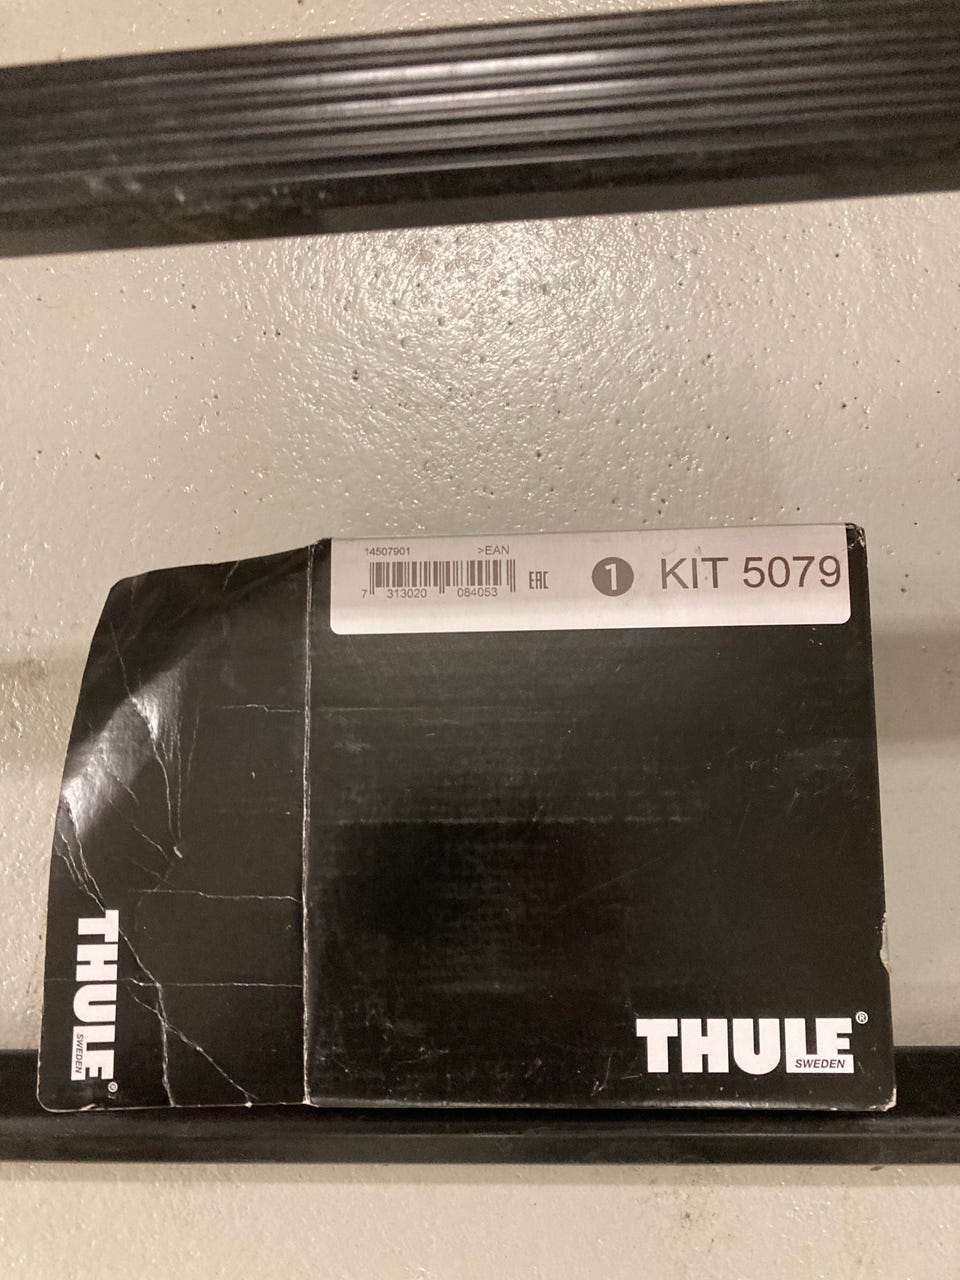 14507901 >EAN
7 313020 084053
EAC
1 KIT 5079
THULE®
SWEDEN
THULE®
SWEDEN